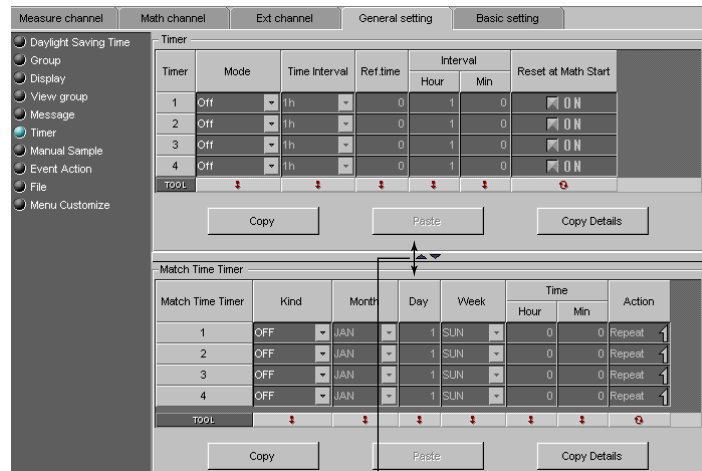 Measure channel Math channel Ext channel General setting Basic setting
Daylight Saving Time
Group
Display
View group
Message
Timer
Manual Sample
Event Action
File
Menu Customize
Timer
Timer Mode Time Interval Ref.time Interval Reset at Math Start
Hour Min
1 Off 1h 0 1 0 ON
2 Off 1h 0 1 0 ON
3 Off 1h 0 1 0 ON
4 Off 1h 0 1 0 ON
TOOL
Copy Paste Copy Details
Match Time Timer
Match Time Timer Kind Month Day Week Time Action
Hour Min
1 OFF JAN 1 SUN 0 0 Repeat
2 OFF JAN 1 SUN 0 0 Repeat
3 OFF JAN 1 SUN 0 0 Repeat
4 OFF JAN 1 SUN 0 0 Repeat
TOOL
Copy Paste Copy Details